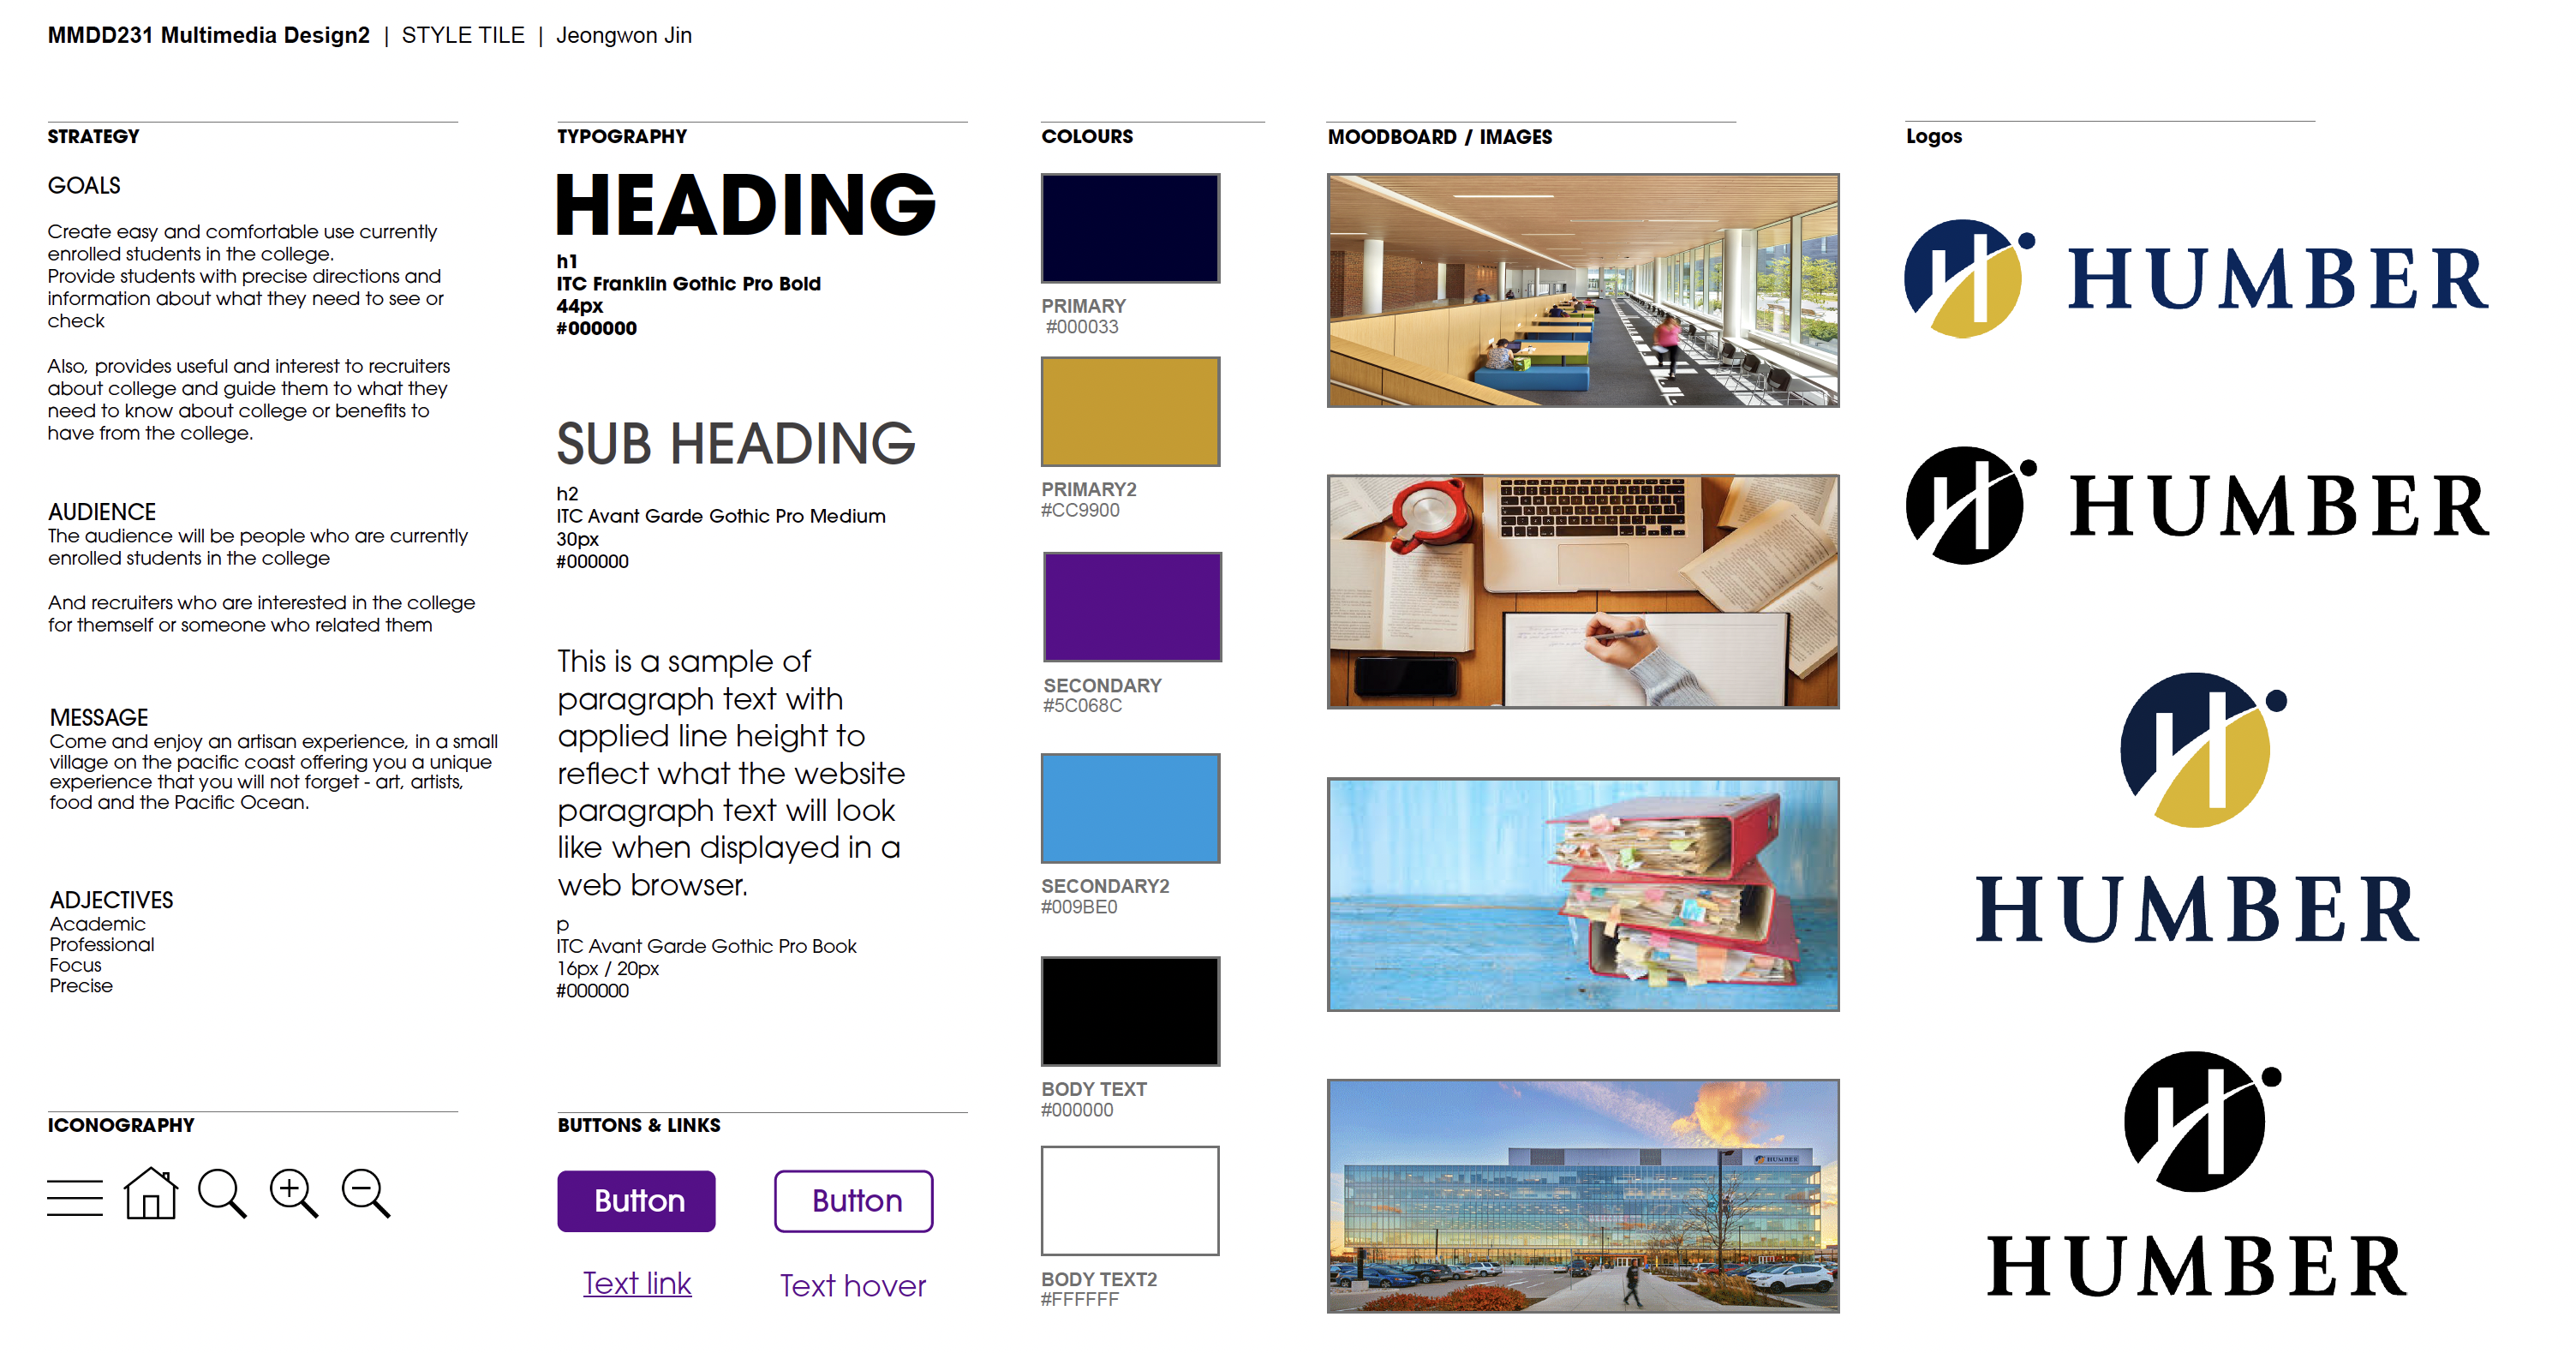 MMDD231 Multimedia Design2 | STYLE TILE | Jeongwon Jin
STRATEGY
GOALS
Create easy and comfortable use currently
enrolled students in the college.
Provide students with precise directions and
information about what they need to see or
check
Also, provides useful and interest to recruiters
about college and guide them to what they
need to know about college or benefits to
have from the college.
AUDIENCE
The audience will be people who are currently
enrolled students in the college
And recruiters who are interested in the college
for themself or someone who related them
MESSAGE
Come and enjoy an artisan experience, in a small
village on the pacific coast offering you a unique
experience that you will not forget - art, artists,
food and the Pacific Ocean.
ADJECTIVES
Academic
Professional
Focus
Precise
ICONOGRAPHY
TYPOGRAPHY
HEADING
h1
ITC Franklin Gothic Pro Bold
44px
#000000
SUB HEADING
h2
ITC Avant Garde Gothic Pro Medium
30px
#000000
This is a sample of
paragraph text with
applied line height to
reflect what the website
paragraph text will look
like when displayed in a
web browser.
p
ITC Avant Garde Gothic Pro Book
16px / 20px
#000000
BUTTONS & LINKS
Button
Button
Text link
Text hover
COLOURS
PRIMARY
#000033
PRIMARY2
#CC9900
SECONDARY
#5C068C
SECONDARY2
#009BE0
BODY TEXT
#000000
BODY TEXT2
#FFFFFF
MOODBOARD / IMAGES
HUMBER
Logos
HUMBER
HUMBER
HUMBER
HUMBER